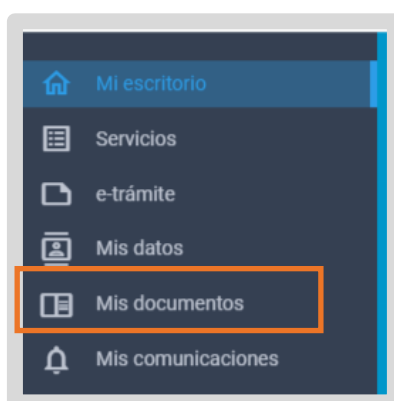 Mi escritorio
Servicios
e-trámite
Mis datos
Mis documentos
Mis comunicaciones